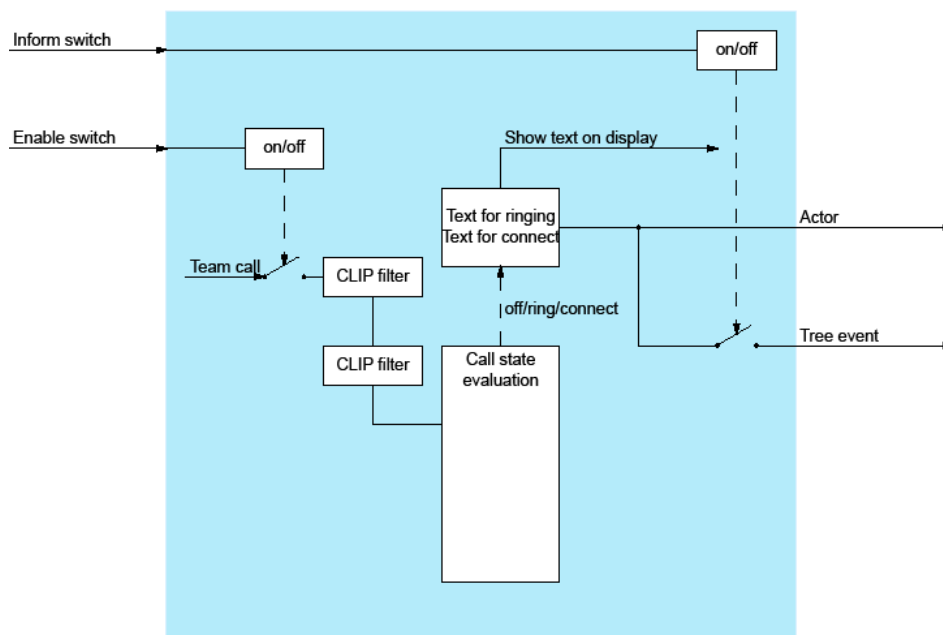 Inform switch
on/off
Enable switch
on/off
Show text on display
Text for ringing
Text for connect
Actor
Team call
CLIP filter
off/ring/connect
Tree event
CLIP filter
Call state
evaluation